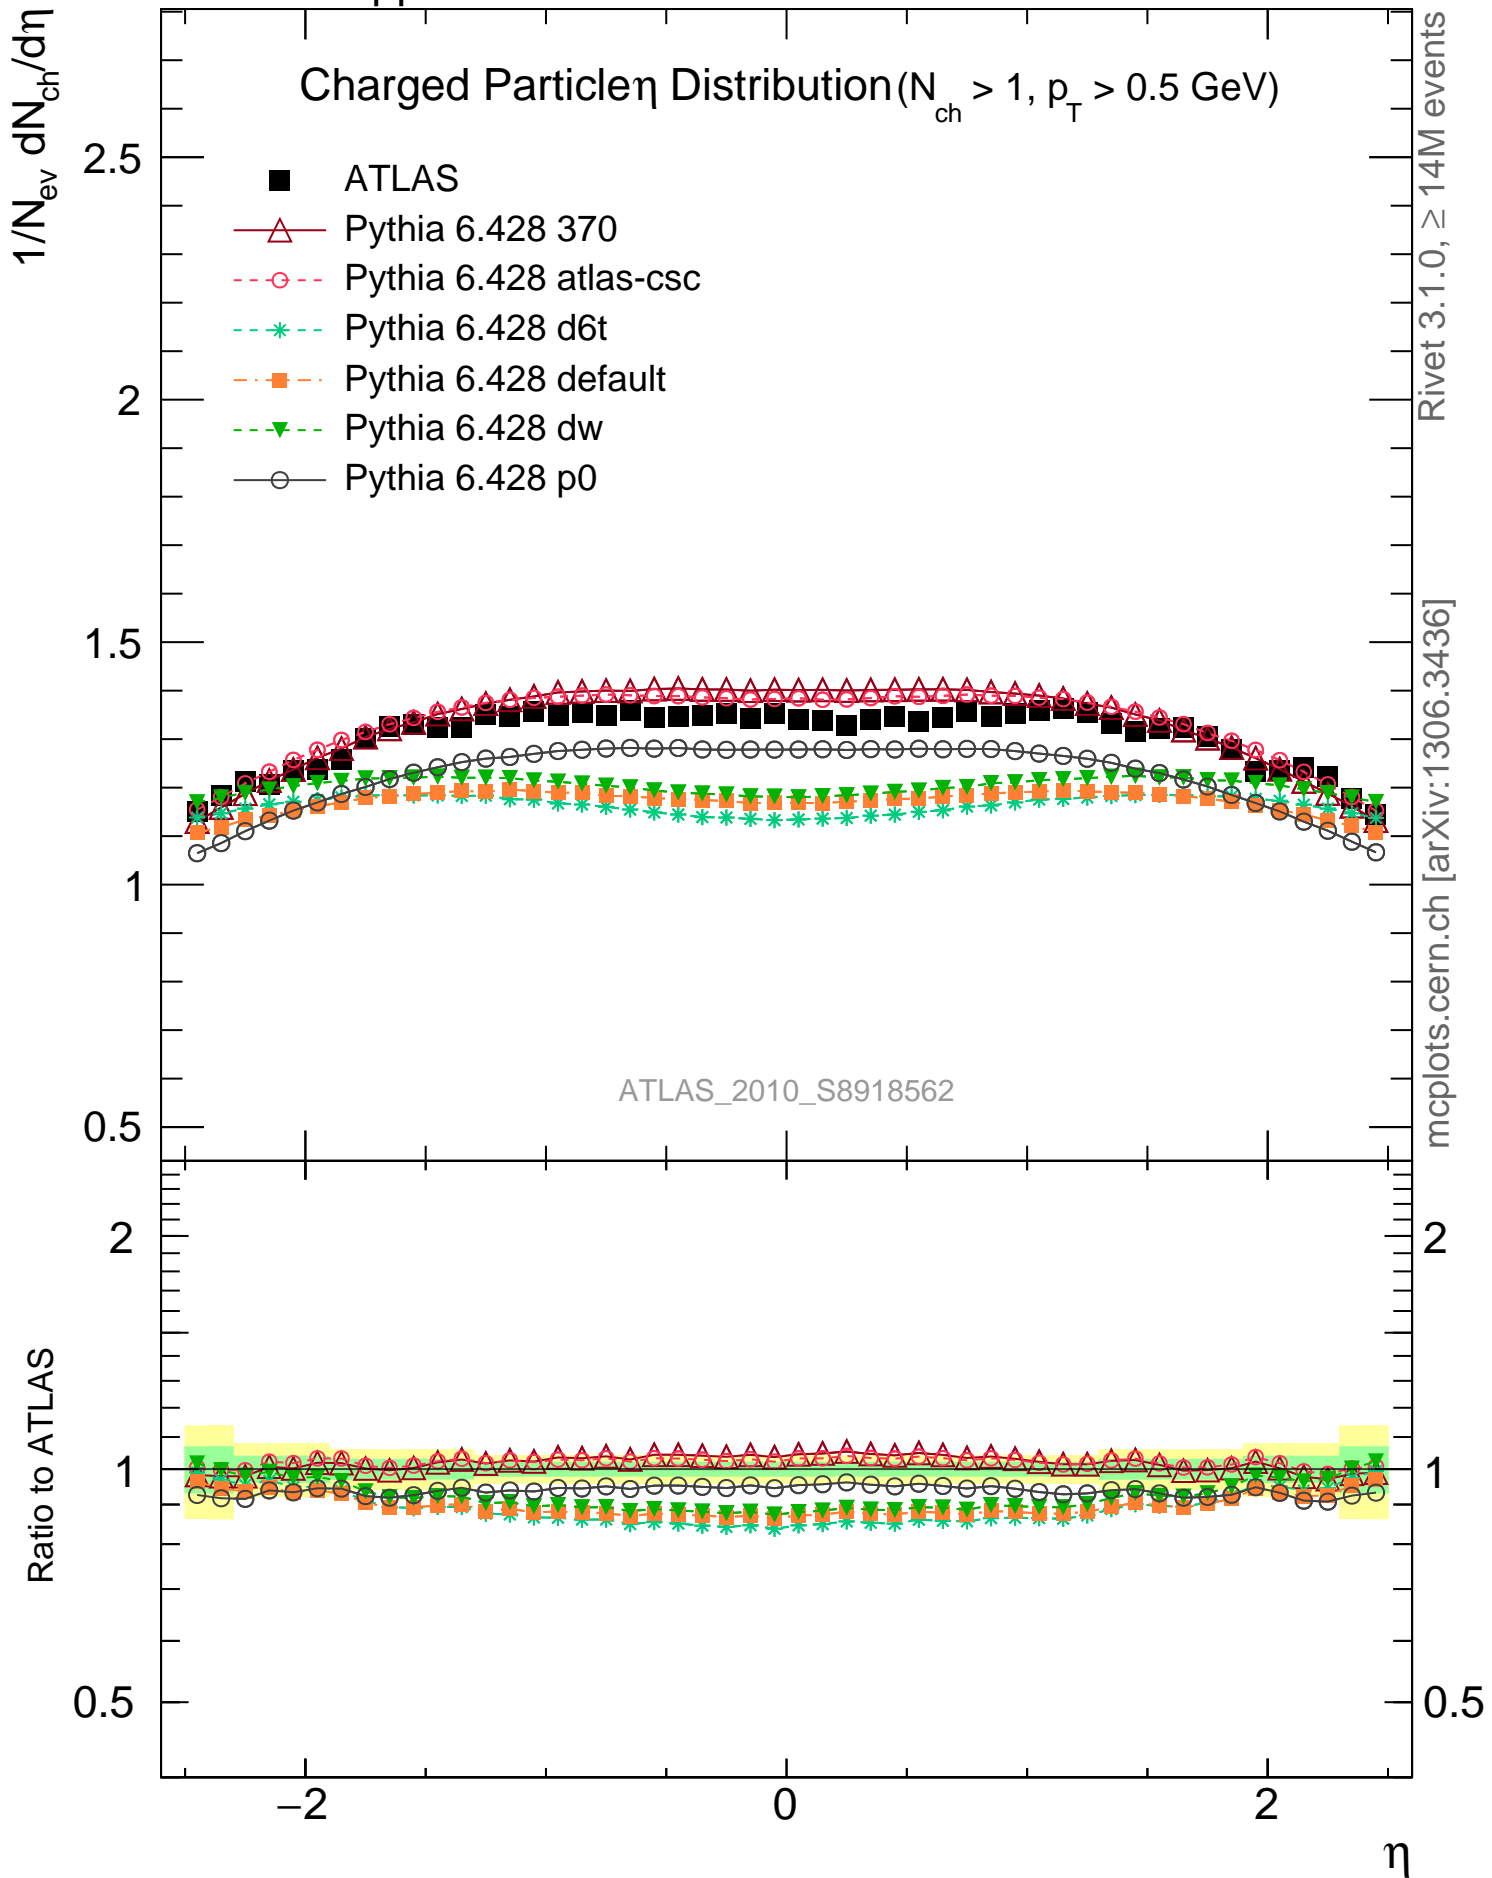 1/N_ev dN_ch/dη
Charged Particleη Distribution(N_ch > 1, p_T > 0.5 GeV)
ATLAS
Pythia 6.428 370
Pythia 6.428 atlas-csc
Pythia 6.428 d6t
Pythia 6.428 default
Pythia 6.428 dw
Pythia 6.428 p0
2.5
2
1.5
1
0.5
ATLAS_2010_S8918562
Rivet 3.1.0, ≥ 14M events
mcplots.cern.ch [arXiv:1306.3436]
Ratio to ATLAS
2
1
0.5
2
1
0.5
−2
0
2
η